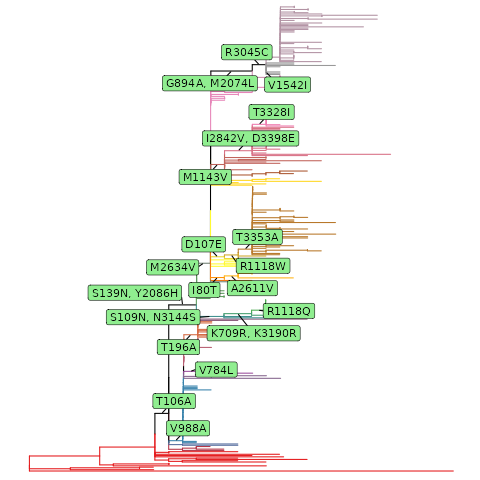 R3045C
G894A, M2074L
V1542I
T3328I
I2842V, D3398E
M1143V
T3353A
D107E
M2634V
R1118W
S139N, Y2086H
I80T
A2611V
S109N, N3144S
R1118Q
K709R, K3190R
T196A
V784L
T106A
V988A